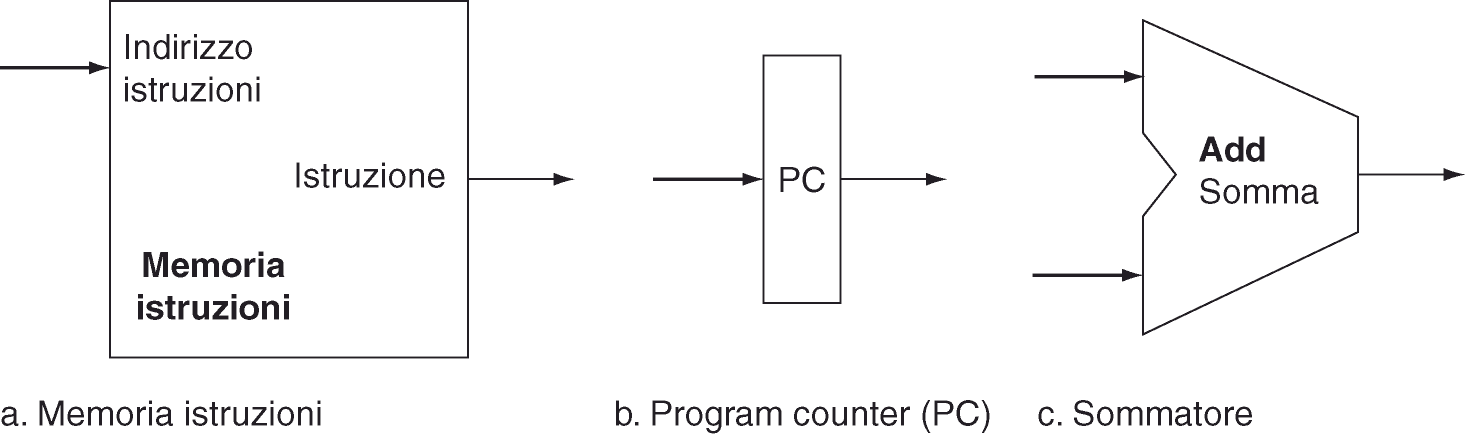 Indirizzo
istruzioni
Istruzione
Memoria
istruzioni
a. Memoria istruzioni
PC
b. Program counter (PC)
Add
Somma
c. Sommatore